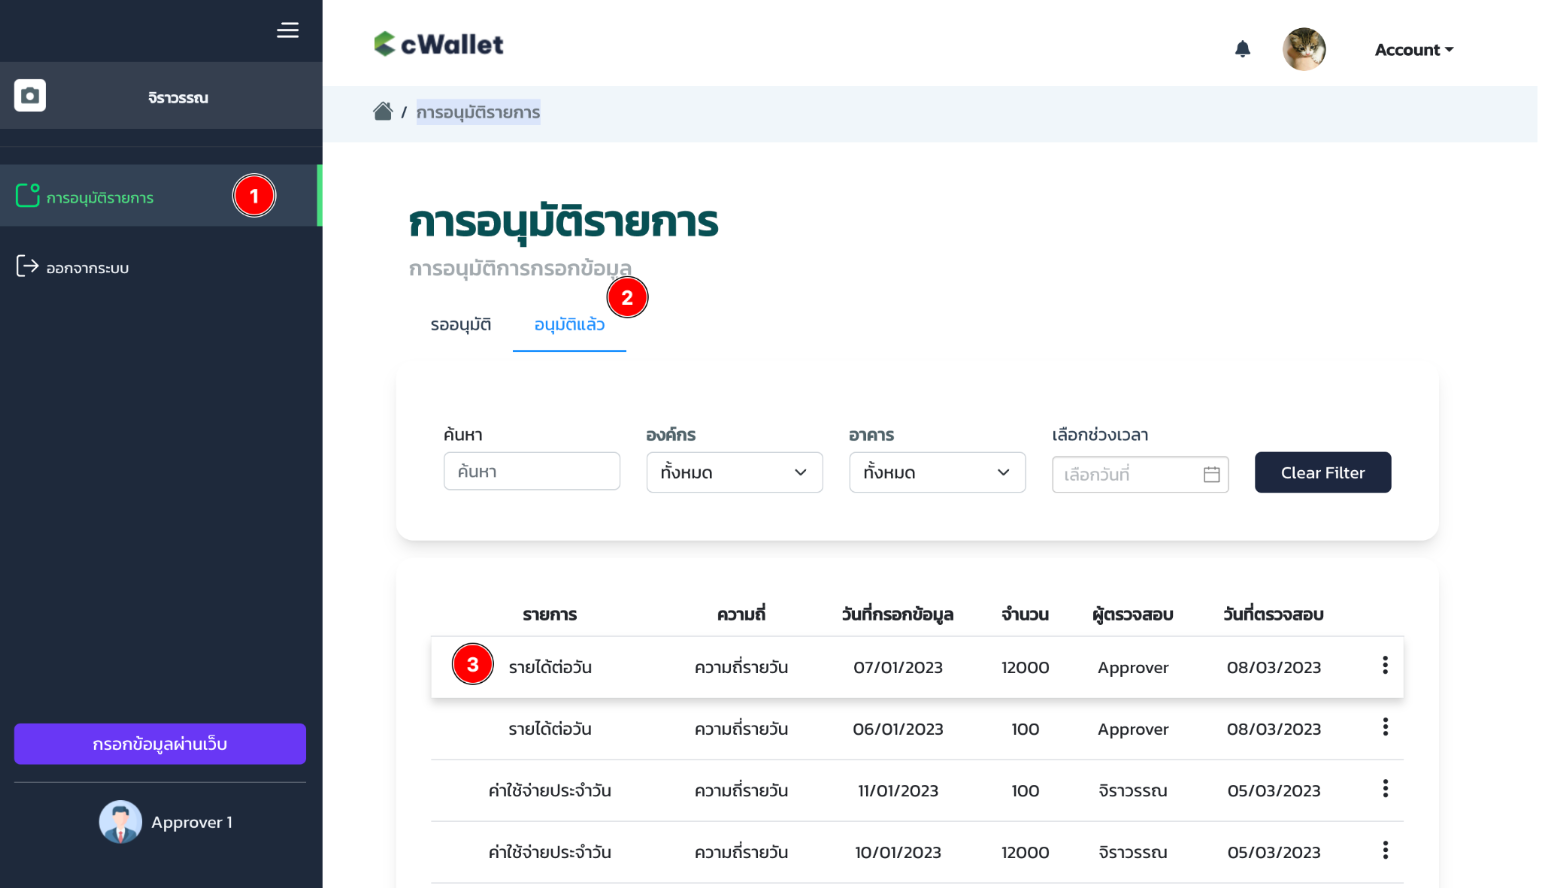 cWallet
Account
จิราวรรณ
/ การอนุมัติรายการ
การอนุมัติรายการ
1
ออกจากระบบ
การอนุมัติรายการ
การอนุมัติการกรอกข้อมูล
2
รออนุมัติ อนุมัติแล้ว
ค้นหา องค์กร อาคาร เลือกช่วงเวลา
ค้นหา ทั้งหมด ทั้งหมด เลือกวันที่ Clear Filter
รายการ ความถี่ วันที่กรอกข้อมูล จำนวน ผู้ตรวจสอบ วันที่ตรวจสอบ
3 รายได้ต่อวัน ความถี่รายวัน 07/01/2023 12000 Approver 08/03/2023
รายได้ต่อวัน ความถี่รายวัน 06/01/2023 100 Approver 08/03/2023
ค่าใช้จ่ายประจำวัน ความถี่รายวัน 11/01/2023 100 จิราวรรณ 05/03/2023
ค่าใช้จ่ายประจำวัน ความถี่รายวัน 10/01/2023 12000 จิราวรรณ 05/03/2023
กรอกข้อมูลผ่านเว็บ
Approver 1